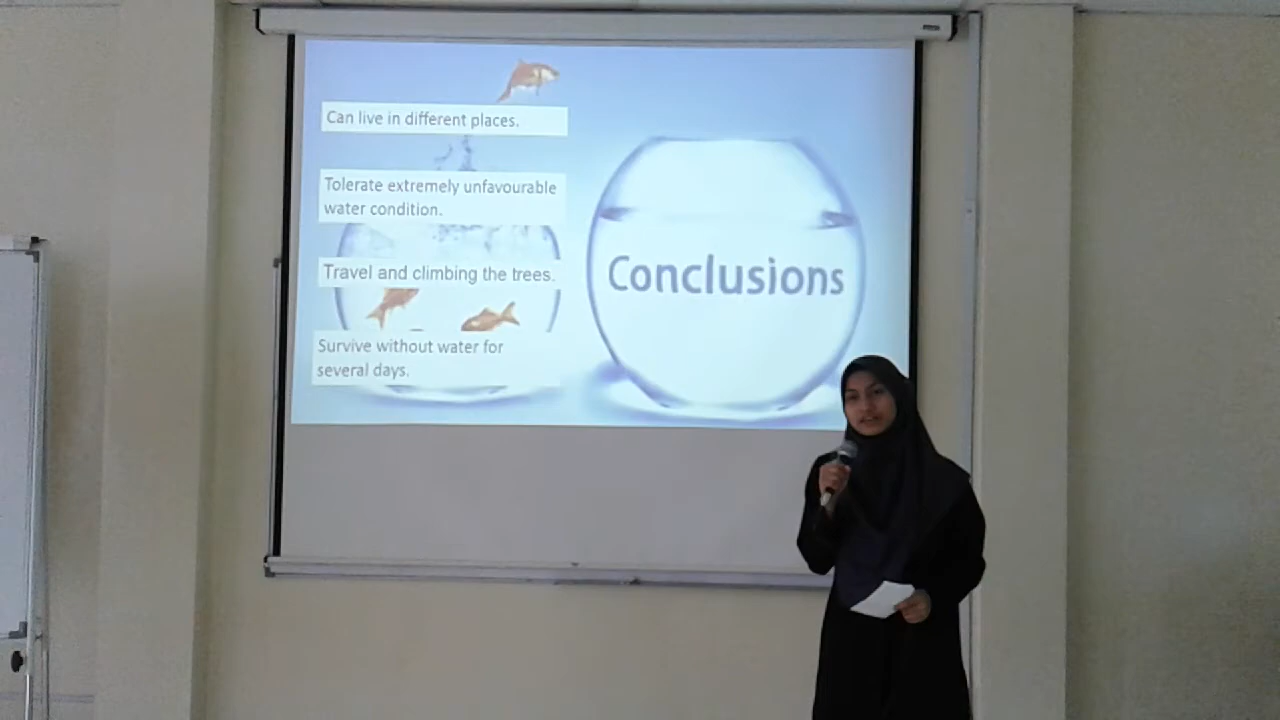 Can live in different places.
Tolerate extremely unfavourable
water condition.
Travel and climbing the trees.
Survive without water for
several days.
Conclusions